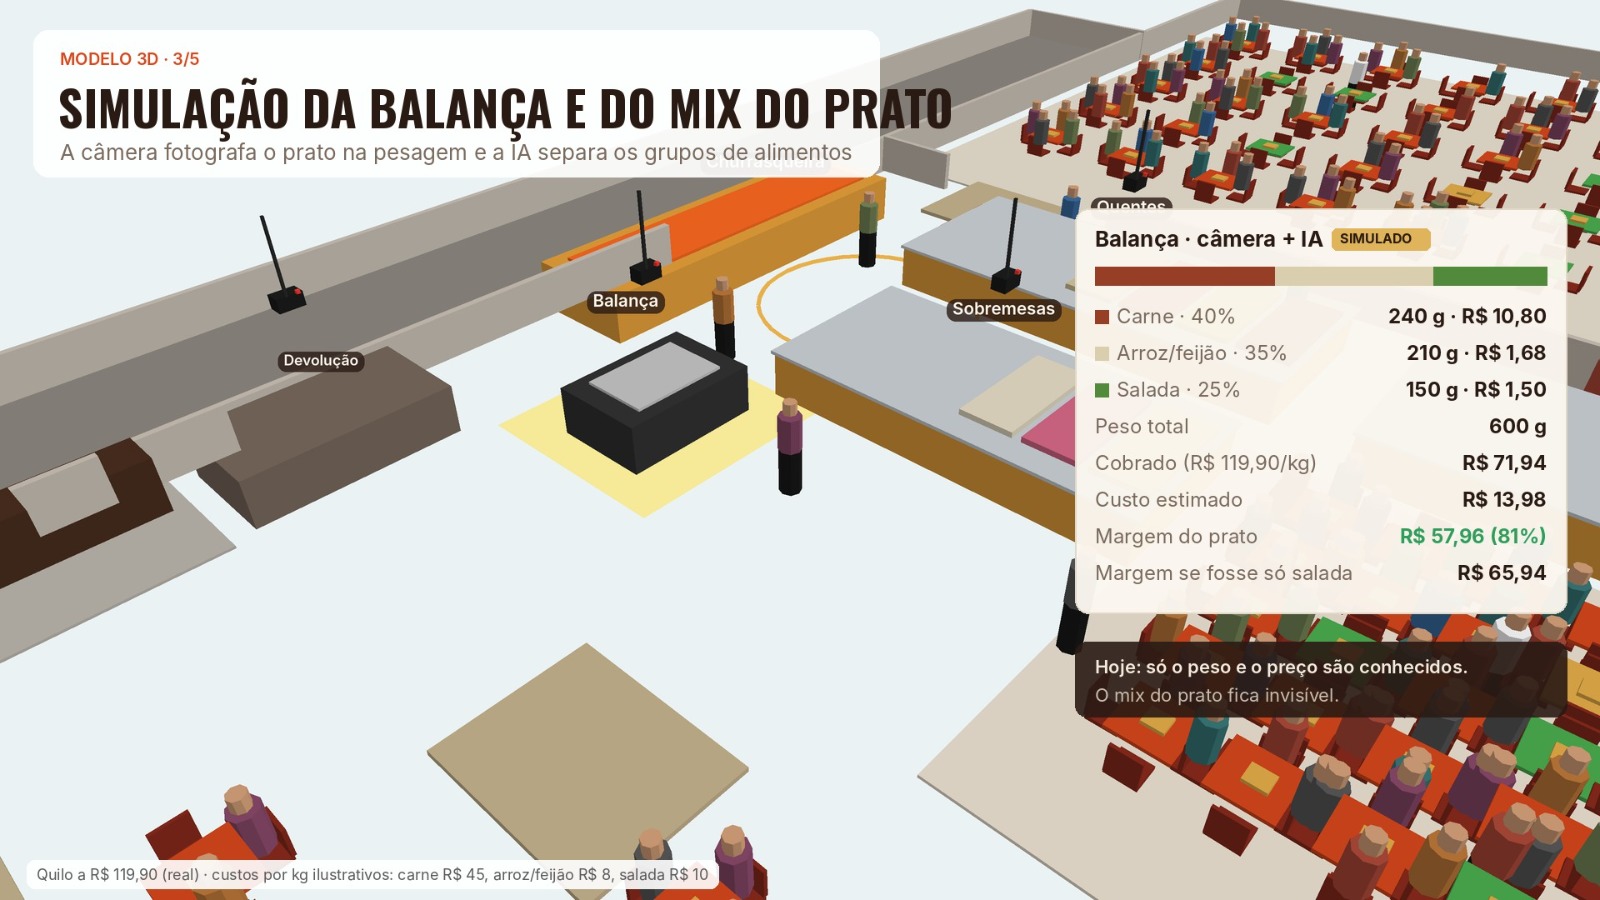 MODELO 3D · 3/5
SIMULAÇÃO DA BALANÇA E DO MIX DO PRATO
A câmera fotografa o prato na pesagem e a IA separa os grupos de alimentos
Churrasqueira
Quentes
Balança
Sobremesas
Devolução
Balança · câmera + IA SIMULADO
Carne · 40% 240 g · R$ 10,80
Arroz/feijão · 35% 210 g · R$ 1,68
Salada · 25% 150 g · R$ 1,50
Peso total 600 g
Cobrado (R$ 119,90/kg) R$ 71,94
Custo estimado R$ 13,98
Margem do prato R$ 57,96 (81%)
Margem se fosse só salada R$ 65,94
Hoje: só o peso e o preço são conhecidos.
O mix do prato fica invisível.
Quilo a R$ 119,90 (real) · custos por kg ilustrativos: carne R$ 45, arroz/feijão R$ 8, salada R$ 10